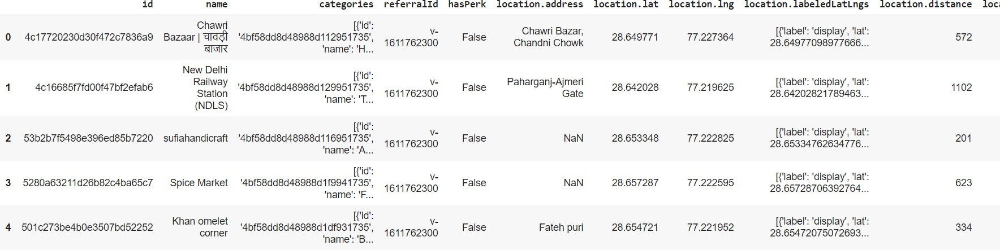 id name categories referralId hasPerk location.address location.lat location.lng location.labeledLatLngs location.distance loc
0 4c17720230d30f472c7836a9 Chawri Bazaar | चावड़ी बाजार [{'id': '4bf58dd8d48988d112951735', 'name': 'H... v-1611762300 False Chawri Bazar, Chandni Chowk 28.649771 77.227364 [{'label': 'display', 'lat': 28.64977098977666... 572
1 4c16685f7fd00f47bf2efab6 New Delhi Railway Station (NDLS) [{'id': '4bf58dd8d48988d129951735', 'name': 'T... v-1611762300 False Paharganj-Ajmeri Gate 28.642028 77.219625 [{'label': 'display', 'lat': 28.64202821789463... 1102
2 53b2b7f5498e396ed85b7220 sufiahandicraft [{'id': '4bf58dd8d48988d116951735', 'name': 'A... v-1611762300 False NaN 28.653348 77.222825 [{'label': 'display', 'lat': 28.65334762634776... 201
3 5280a63211d26b82c4ba65c7 Spice Market [{'id': '4bf58dd8d48988d1f9941735', 'name': 'F... v-1611762300 False NaN 28.657287 77.222595 [{'label': 'display', 'lat': 28.65728706392764... 623
4 501c273be4b0e3507bd52252 Khan omelet corner [{'id': '4bf58dd8d48988d1df931735', 'name': 'B... v-1611762300 False Fateh puri 28.654721 77.221952 [{'label': 'display', 'lat': 28.65472075072693... 334